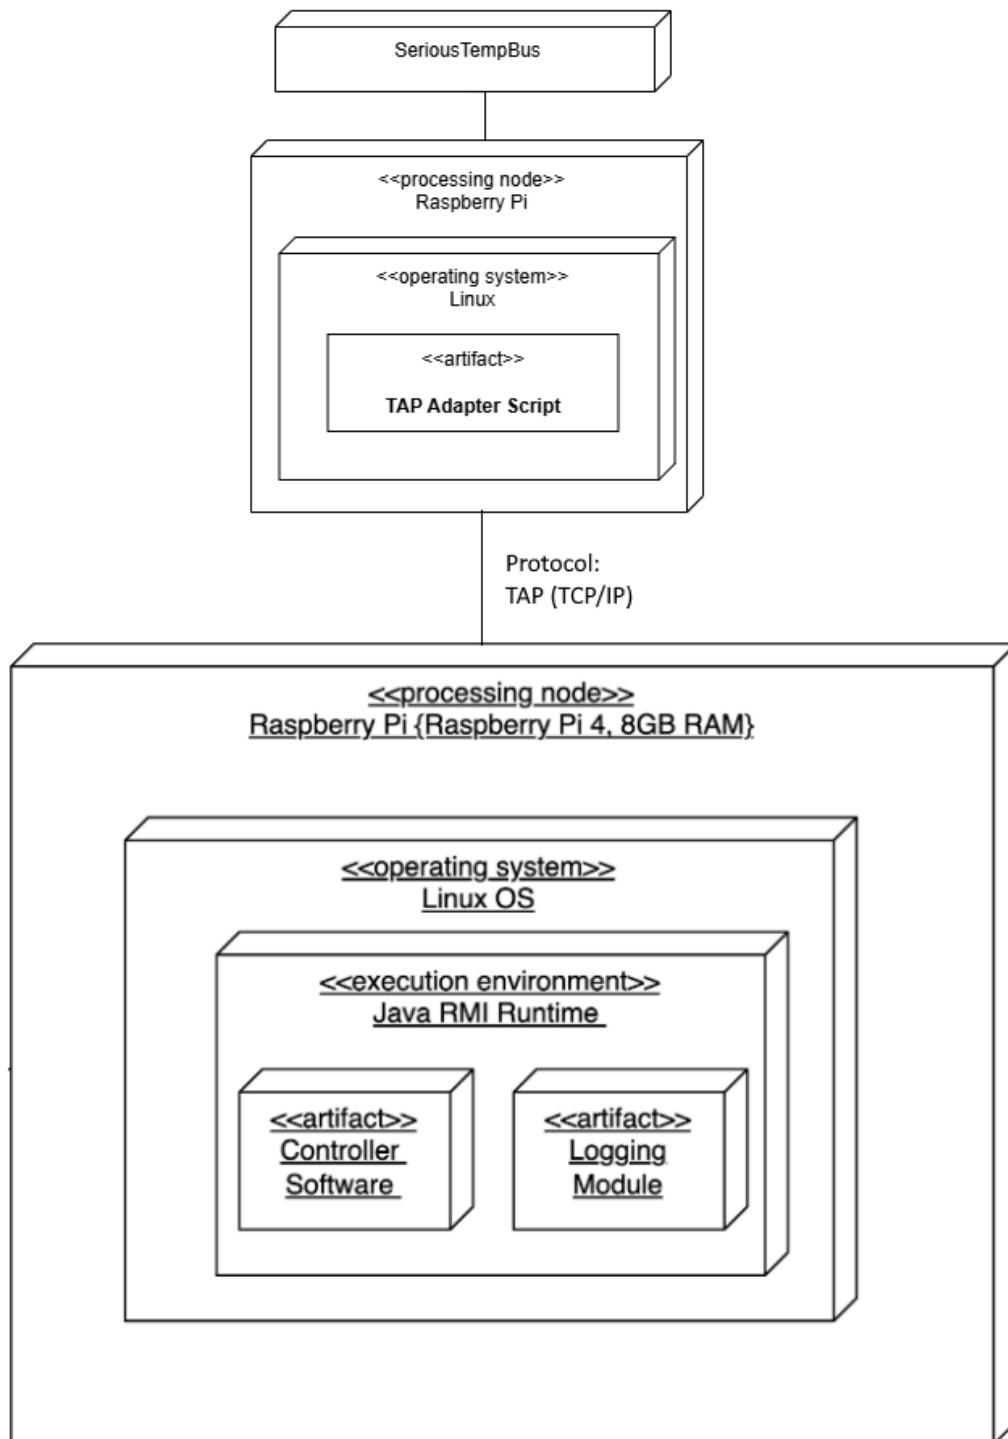 SeriousTempBus
<<processing node>>
Raspberry Pi
<<operating system>>
Linux
<<artifact>>
TAP Adapter Script
Protocol:
TAP (TCP/IP)
<<processing node>>
Raspberry Pi {Raspberry Pi 4, 8GB RAM}
<<operating system>>
Linux OS
<<execution environment>>
Java RMI Runtime
<<artifact>>
Controller
Software
<<artifact>>
Logging
Module